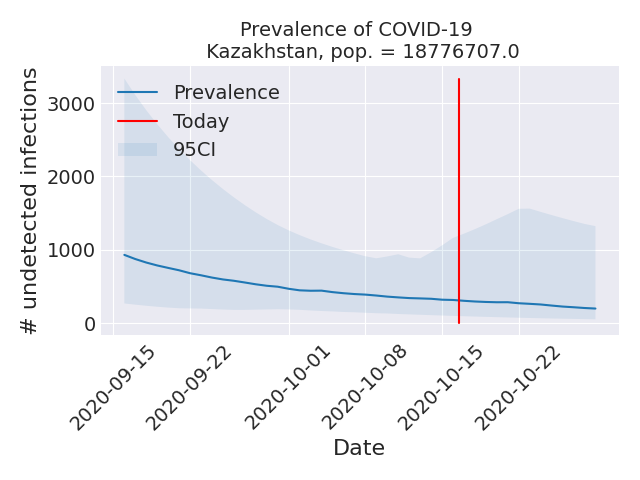 Prevalence of COVID-19
Kazakhstan, pop. = 18776707.0
# undetected infections
3000
2000
1000
0
Prevalence
Today
95CI
2020-09-15
2020-09-22
2020-10-01
2020-10-08
2020-10-15
2020-10-22
Date